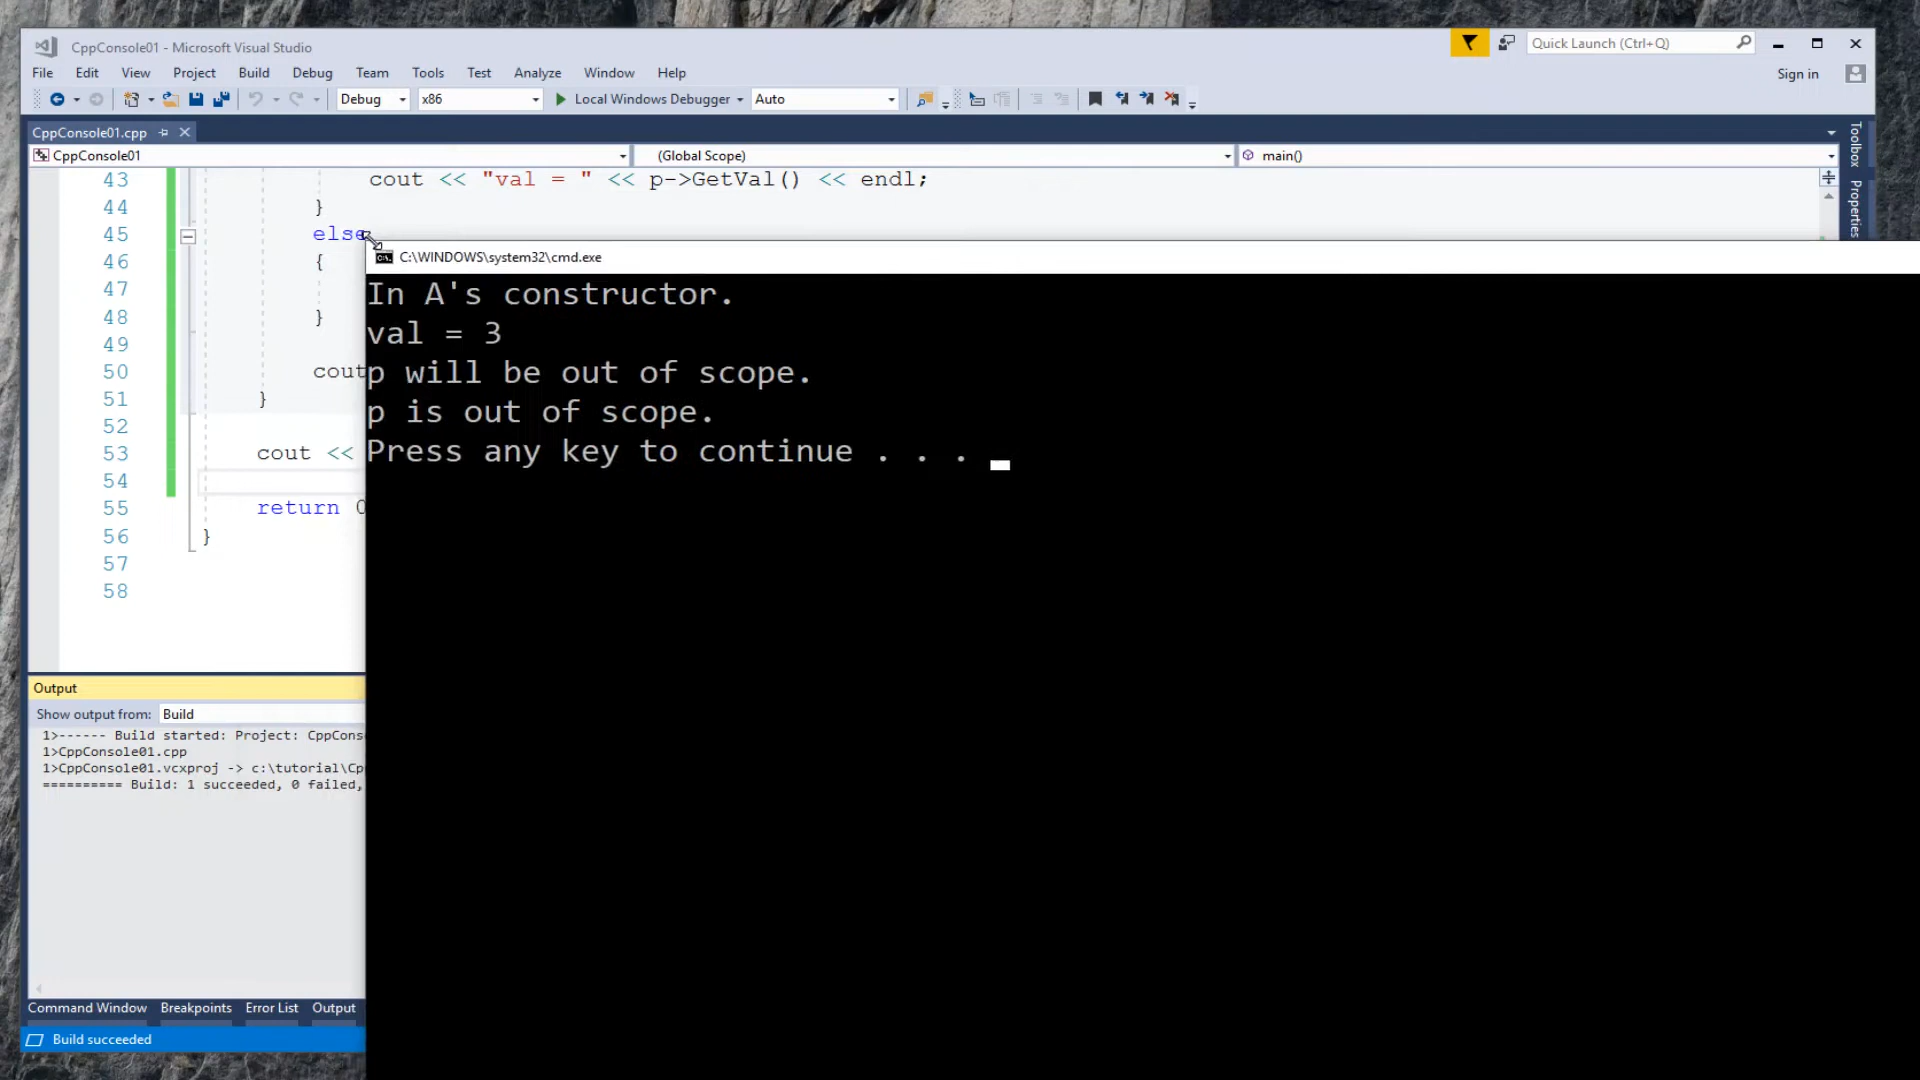 CppConsole01 - Microsoft Visual Studio
Quick Launch (Ctrl+Q)
File Edit View Project Build Debug Team Tools Test Analyze Window Help
Sign in
Debug x86 Local Windows Debugger Auto
CppConsole01.cpp
Toolbox
Properties
CppConsole01 (Global Scope) main()
43 cout << "val = " << p->GetVal() << endl;
44 }
45 else
46 {
47
48 }
49
50 cout
51 }
52
53 cout <<
54
55 return 0
56 }
57
58
C:\WINDOWS\system32\cmd.exe
In A's constructor.
val = 3
p will be out of scope.
p is out of scope.
Press any key to continue . . .
Output
Show output from: Build
1>------ Build started: Project: CppCons
1>CppConsole01.cpp
1>CppConsole01.vcxproj -> c:\tutorial\Cp
========== Build: 1 succeeded, 0 failed,
Command Window Breakpoints Error List Output
Build succeeded